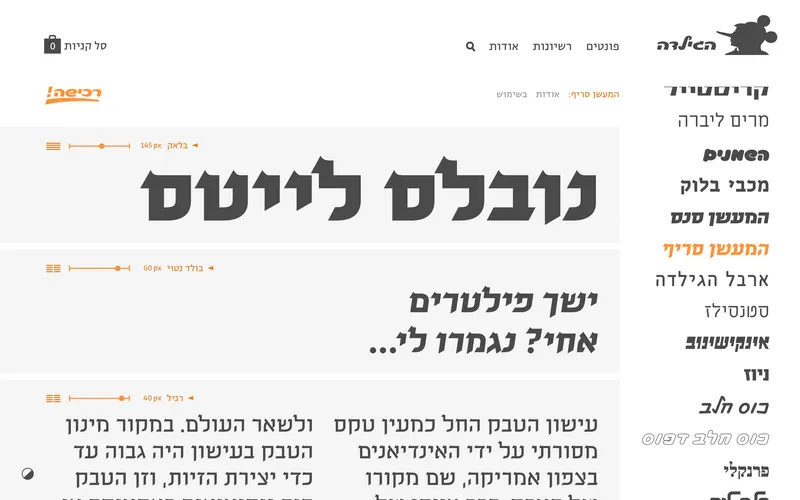 הגילדה
פונטים
רשיונות
אודות
סל קניות
0
המעשן סריף:
אודות
בשימוש
רכישה!
קריסטייל
מרים ליברה
השמנים
מכבי בלוק
המעשן סנס
המעשן סריף
ארבל הגילדה
סטנסילז
אינקישינוב
ניוז
כוס חלב
כוס חלב דפוס
פרנקלי
בלאק
145 px
נובלס לייטס
בולד נטוי
60 px
ישך פילטרים
אחי? נגמרו לי...
רגיל
40 px
עישון הטבק החל כמעין טקס
מסורתי על ידי האינדיאנים
בצפון אמריקה, שם מקורו
ולשאר העולם. במקור מינון
הטבק בעישון היה גבוה עד
כדי יצירת הזיות, וזן הטבק